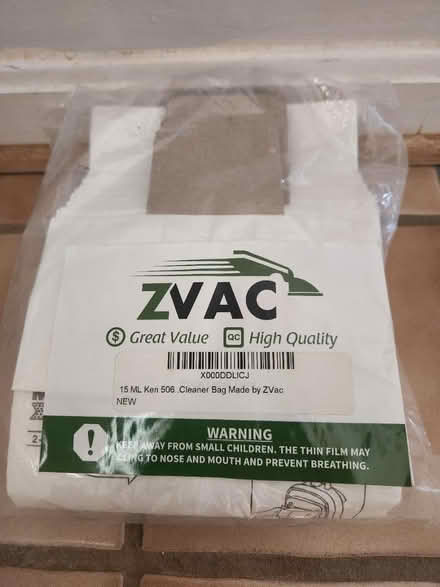 ZVAC
$ Great Value QC High Quality
X000DDLICJ
15 ML Ken 506..Cleaner Bag Made by ZVac
NEW
2-
! WARNING
KEEP AWAY FROM SMALL CHILDREN. THE THIN FILM MAY
CLING TO NOSE AND MOUTH AND PREVENT BREATHING.